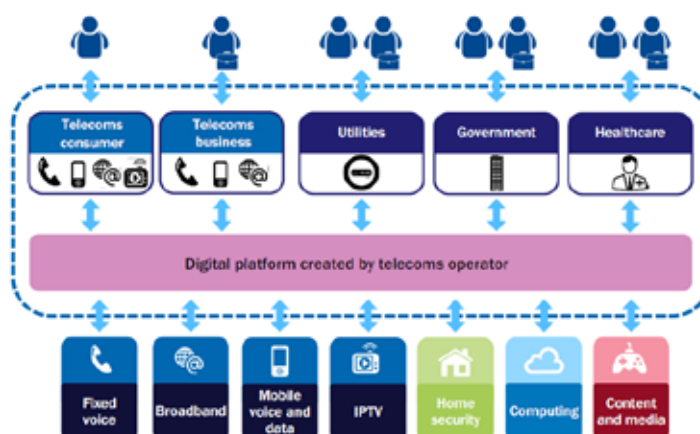 Telecoms
consumer
Telecoms
business
Utilities
Government
Healthcare
Digital platform created by telecoms operator
Fixed
voice
Broadband
Mobile
voice and
data
IPTV
Home
security
Computing
Content
and media